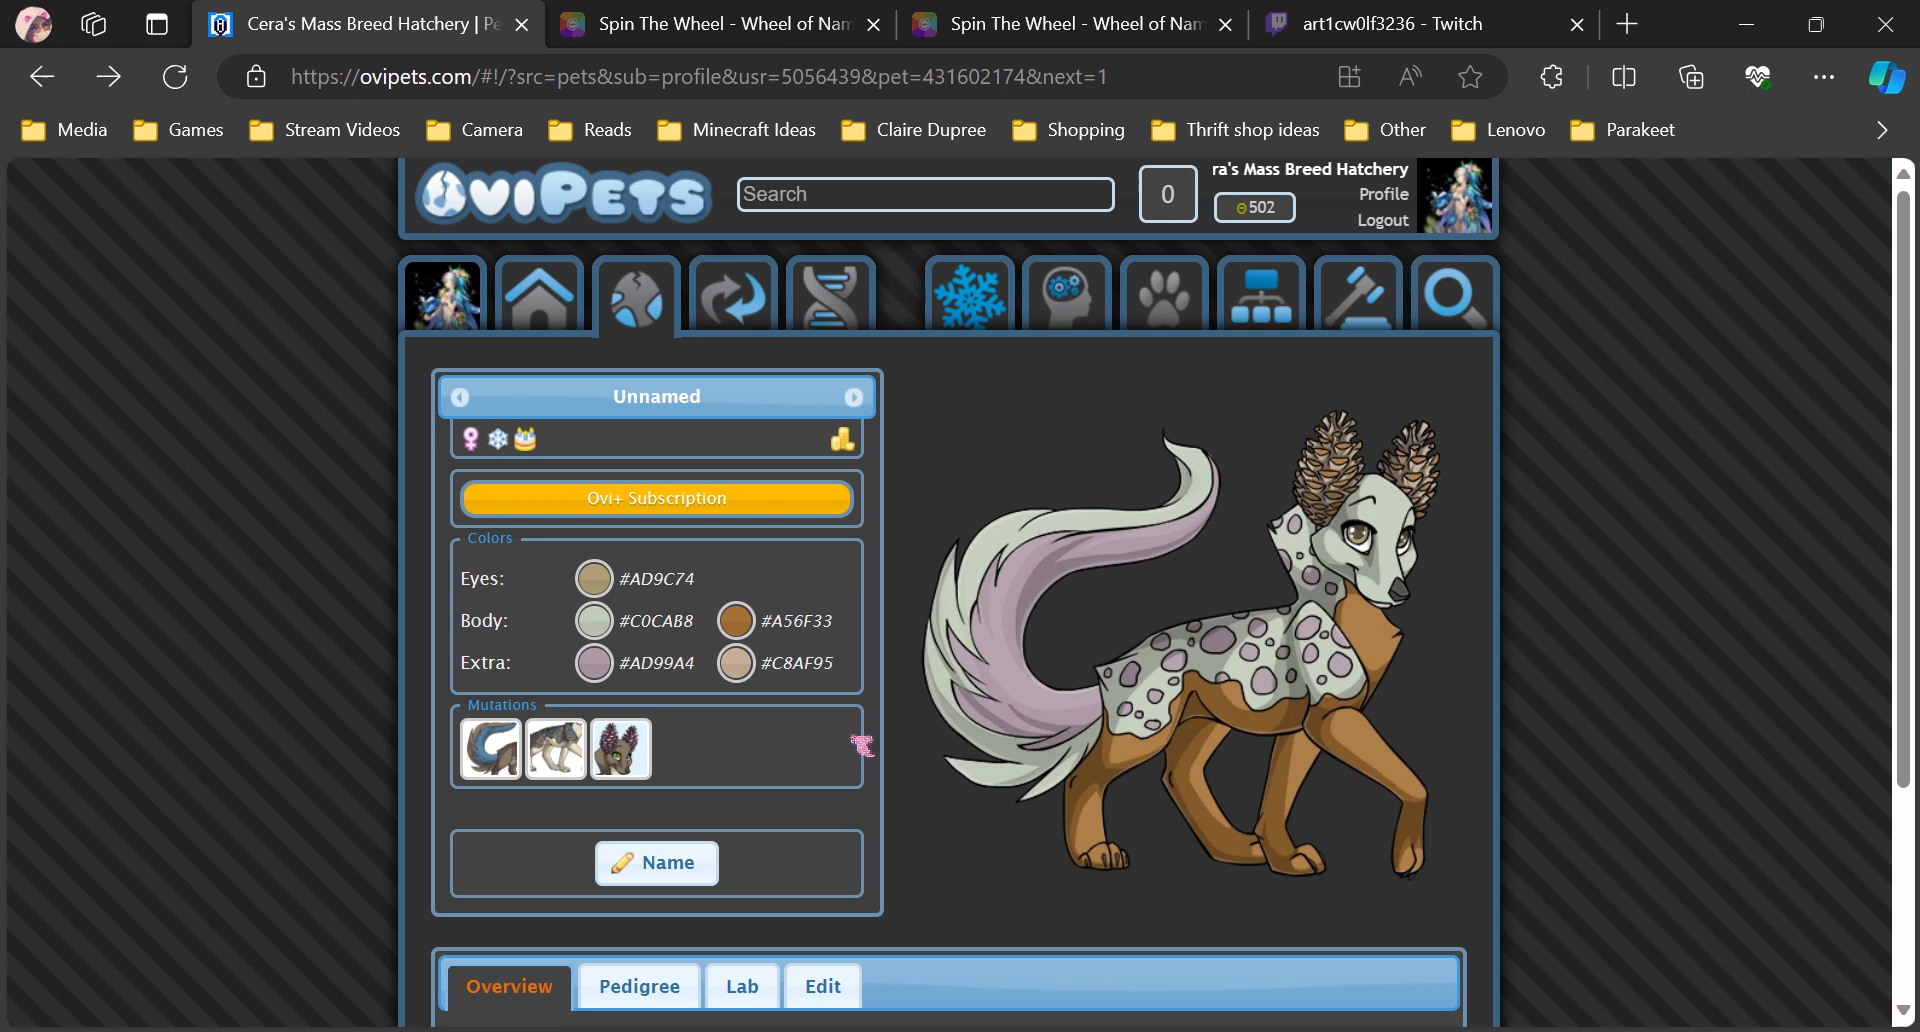 Cera's Mass Breed Hatchery | Pe
Spin The Wheel - Wheel of Nam
Spin The Wheel - Wheel of Nam
art1cw0lf3236 - Twitch
https://ovipets.com/#!/?src=pets&sub=profile&usr=5056439&pet=431602174&next=1
Media
Games
Stream Videos
Camera
Reads
Minecraft Ideas
Claire Dupree
Shopping
Thrift shop ideas
Other
Lenovo
Parakeet
OviPets
Search
0
ra's Mass Breed Hatchery
502
Profile
Logout
Unnamed
Ovi+ Subscription
Colors
Eyes: #AD9C74
Body: #C0CAB8 #A56F33
Extra: #AD99A4 #C8AF95
Mutations
Name
Overview
Pedigree
Lab
Edit